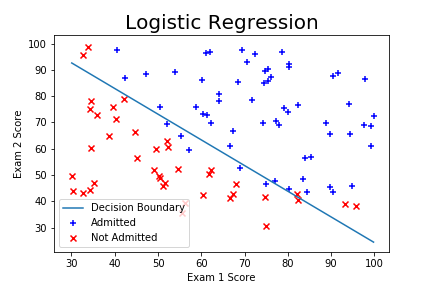 Logistic Regression
Exam 2 Score
100
90
80
70
60
50
40
30
Decision Boundary
Admitted
Not Admitted
30 40 50 60 70 80 90 100
Exam 1 Score